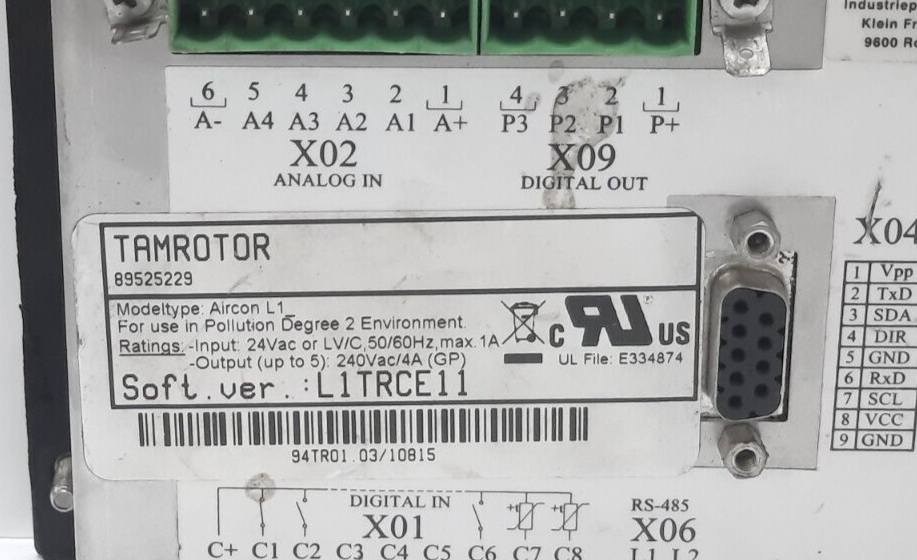 Klein Fr
9600 R
6 5 4 3 2 1 4 3 2 1
A- A4 A3 A2 A1 A+ P3 P2 P1 P+
X02 X09
ANALOG IN DIGITAL OUT
TAMROTOR
89525229
Modeltype: Aircon L1_
For use in Pollution Degree 2 Environment.
Ratings: -Input: 24Vac or LV/C,50/60Hz,max.1A
-Output (up to 5): 240Vac/4A (GP)
Soft.ver.:L1TRCE11
C RU ® US
UL File: E334874
94TR01.03/10815
X04
1 Vpp
2 TxD
3 SDA
4 DIR
5 GND
6 RxD
7 SCL
8 VCC
9 GND
DIGITAL IN
X01
C+ C1 C2 C3 C4 C5 C6 C7 C8
RS-485
X06
L1 L2